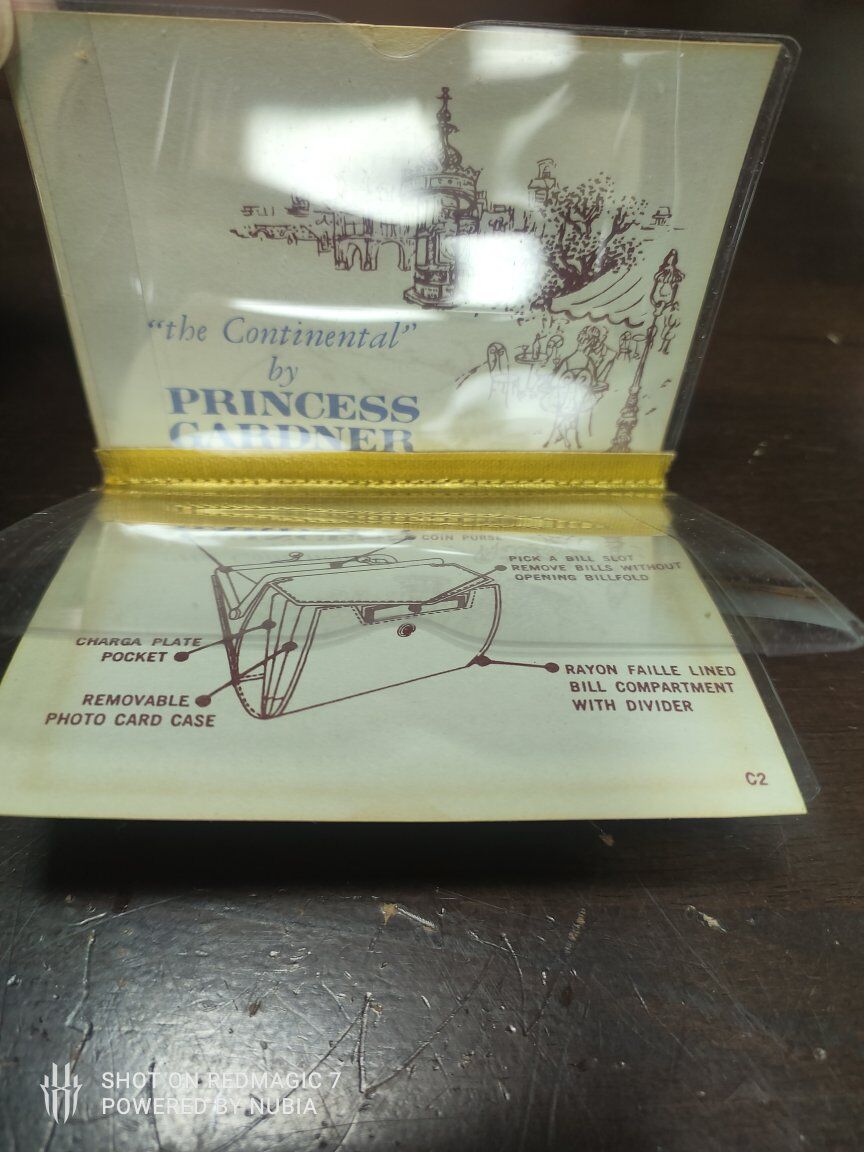 “the Continental”
by
PRINCESS
GARDNER
COIN PURSE
PICK A BILL SLOT
REMOVE BILLS WITHOUT
OPENING BILLFOLD
CHARGA PLATE
POCKET
REMOVABLE
PHOTO CARD CASE
RAYON FAILLE LINED
BILL COMPARTMENT
WITH DIVIDER
C2
SHOT ON REDMAGIC 7
POWERED BY NUBIA